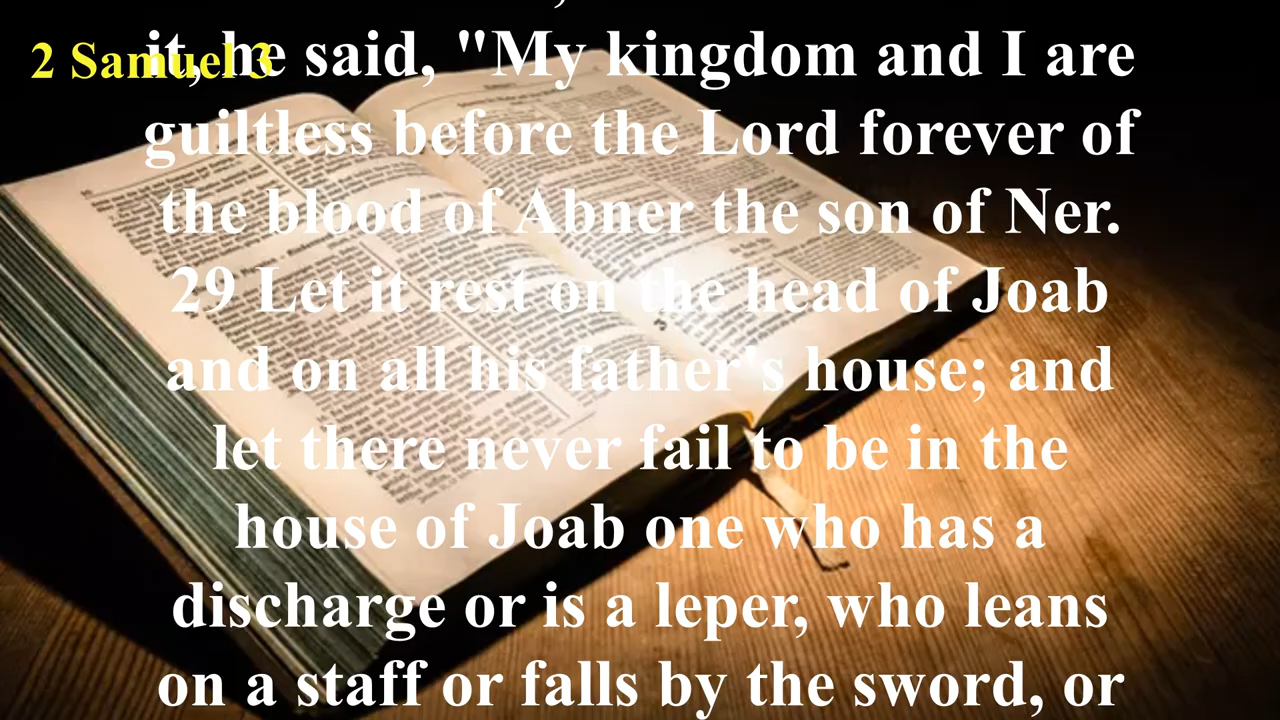 2 Samuel 3
it, he said, "My kingdom and I are
guiltless before the Lord forever of
the blood of Abner the son of Ner.
29 Let it rest on the head of Joab
and on all his father's house; and
let there never fail to be in the
house of Joab one who has a
discharge or is a leper, who leans
on a staff or falls by the sword, or